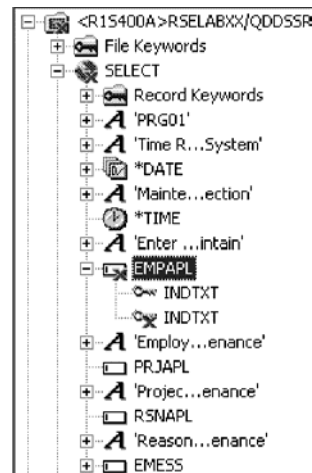 <R1S400A>RSELABXX/QDDSSR
File Keywords
SELECT
Record Keywords
'PRG01'
'Time R...System'
*DATE
'Mainte...ection'
*TIME
'Enter ...intain'
EMPAPL
INDTXT
INDTXT
'Employ...enance'
PRJAPL
'Projec...enance'
RSNAPL
'Reason...enance'
EMESS